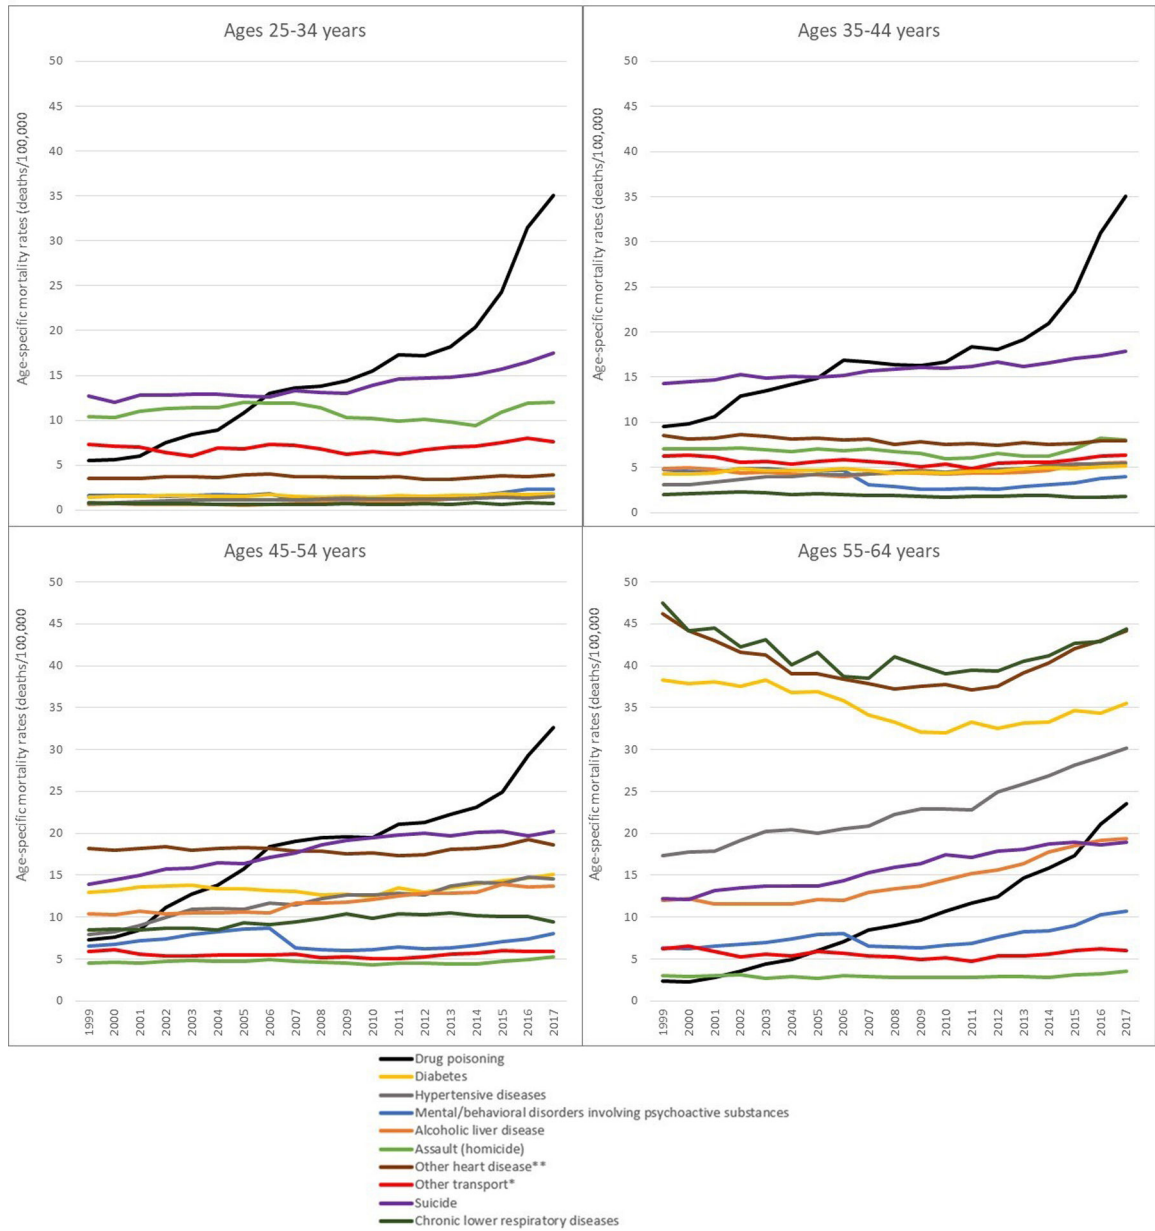 Ages 25-34 years
Age-specific mortality rates (deaths/100,000
50
45
40
35
30
25
20
15
10
5
0
Ages 35-44 years
Age-specific mortality rates (deaths/100,000
50
45
40
35
30
25
20
15
10
5
0
Ages 45-54 years
Age-specific mortality rates (deaths/100,000
50
45
40
35
30
25
20
15
10
5
0
1999 2000 2001 2002 2003 2004 2005 2006 2007 2008 2009 2010 2011 2012 2013 2014 2015 2016 2017
Ages 55-64 years
Age-specific mortality rates (deaths/100,000
50
45
40
35
30
25
20
15
10
5
0
1999 2000 2001 2002 2003 2004 2005 2006 2007 2008 2009 2010 2011 2012 2013 2014 2015 2016 2017
Drug poisoning
Diabetes
Hypertensive diseases
Mental/behavioral disorders involving psychoactive substances
Alcoholic liver disease
Assault (homicide)
Other heart disease**
Other transport*
Suicide
Chronic lower respiratory diseases